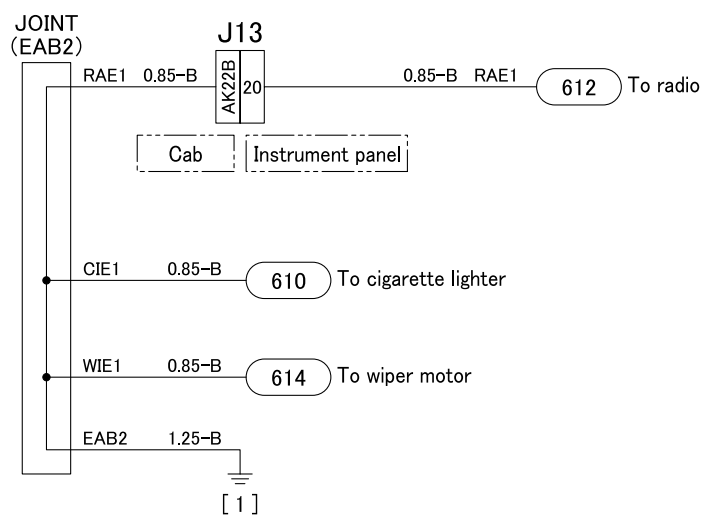 JOINT
(EAB2)
J13
RAE1 0.85-B AK22B 20 0.85-B RAE1 612 To radio
Cab Instrument panel
CIE1 0.85-B 610 To cigarette lighter
WIE1 0.85-B 614 To wiper motor
EAB2 1.25-B
[1]